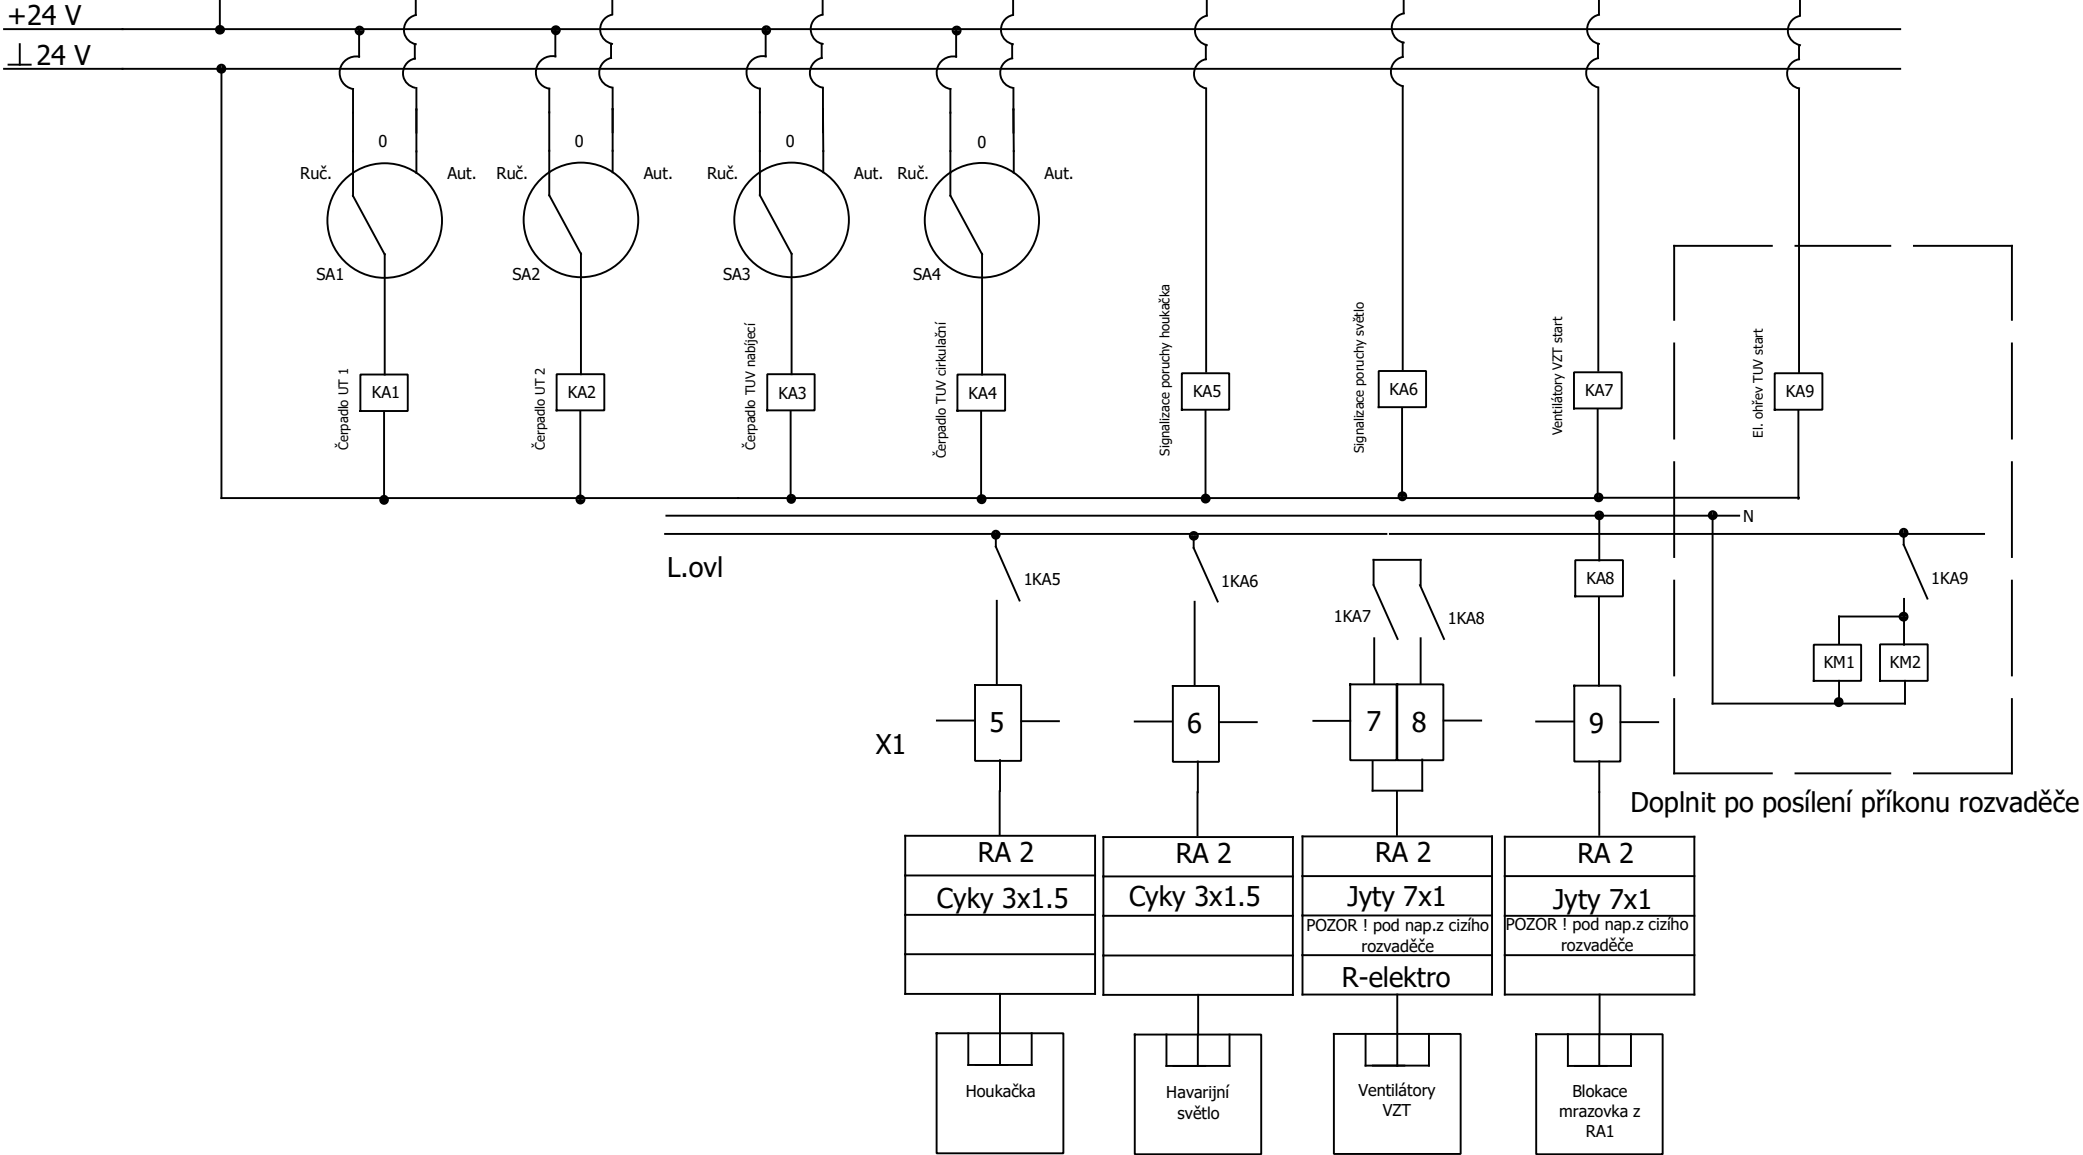 +24 V
⊥ 24 V
0
0
0
0
Ruč.
Aut.
Ruč.
Aut.
Ruč.
Aut.
Ruč.
Aut.
SA1
SA2
SA3
SA4
Čerpadlo UT 1
KA1
Čerpadlo UT 2
KA2
Čerpadlo TUV nabíjecí
KA3
Čerpadlo TUV cirkulační
KA4
Signalizace poruchy houkačka
KA5
Signalizace poruchy světlo
KA6
Ventilátory VZT start
KA7
El. ohřev TUV start
KA9
N
L.ovl
1KA5
1KA6
1KA7
1KA8
KA8
1KA9
KM1
KM2
X1
5
6
7
8
9
Doplnit po posílení příkonu rozvaděče
RA 2
Cyky 3x1.5
Houkačka
RA 2
Cyky 3x1.5
Havarijní
světlo
RA 2
Jyty 7x1
POZOR ! pod nap.z cizího
rozvaděče
R-elektro
Ventilátory
VZT
RA 2
Jyty 7x1
POZOR ! pod nap.z cizího
rozvaděče
Blokace
mrazovka z
RA1